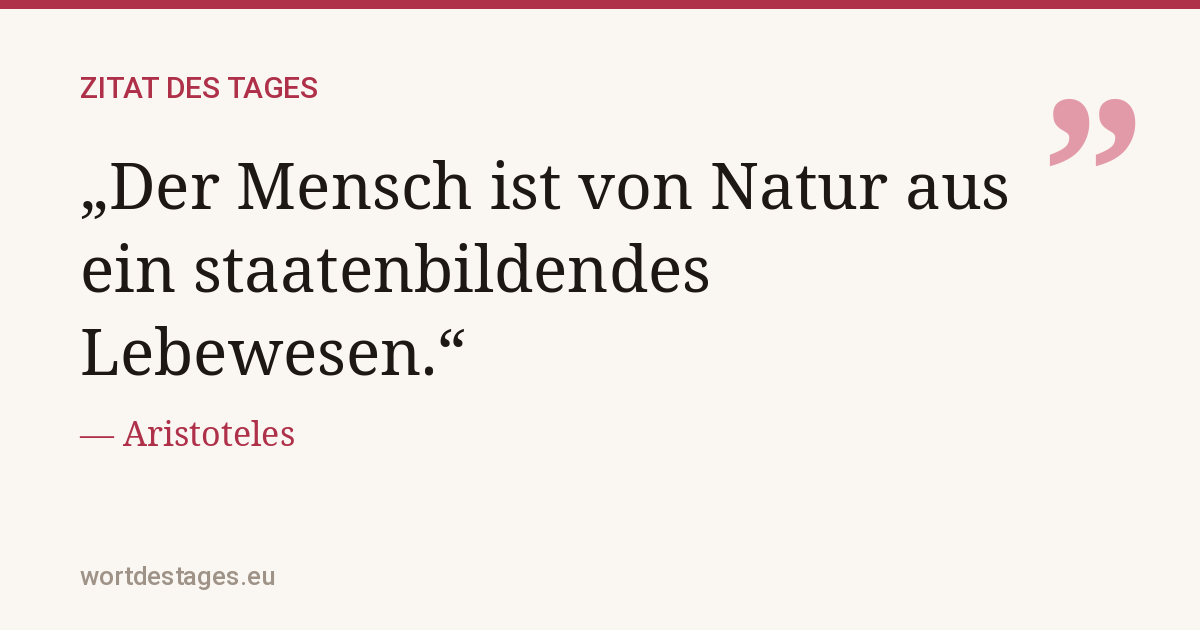 ZITAT DES TAGES
”
„Der Mensch ist von Natur aus
ein staatenbildendes
Lebewesen.“
— Aristoteles
wortdestages.eu